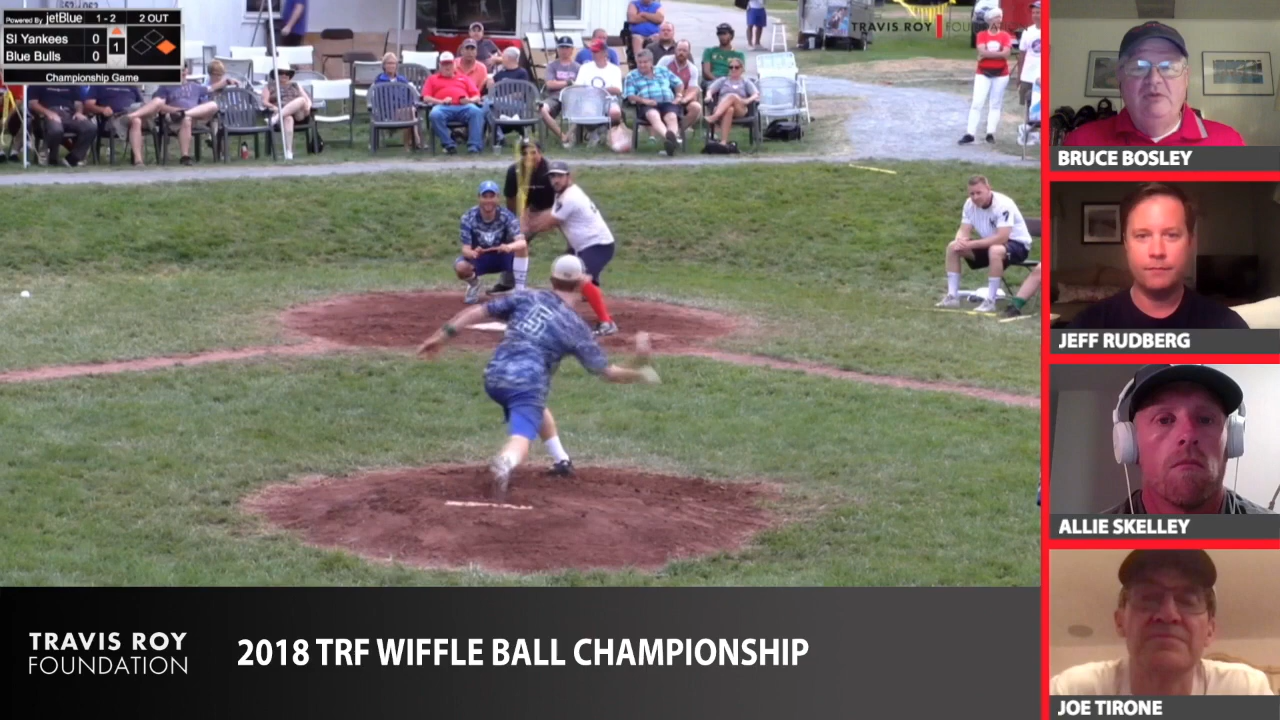 Powered By jetBlue 1 - 2 2 OUT
SI Yankees 0
1
Blue Bulls 0
Championship Game
TRAVIS ROY
BRUCE BOSLEY
JEFF RUDBERG
ALLIE SKELLEY
JOE TIRONE
TRAVIS ROY
FOUNDATION
2018 TRF WIFFLE BALL CHAMPIONSHIP